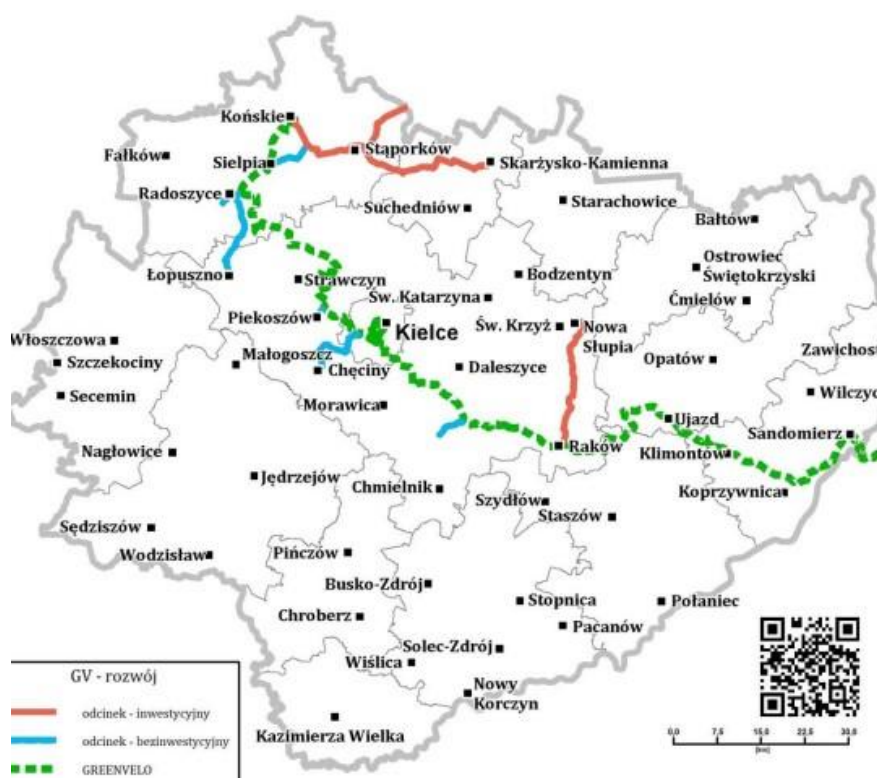 Końskie
Fałków
Stąporków
Sielpia
Skarżysko-Kamienna
Radoszyce
Suchedniów
Starachowice
Bałtów
Łopuszno
Strawczyn
Bodzentyn
Ostrowiec
Świętokrzyski
Św. Katarzyna
Ćmielów
Piekoszów
Kielce
Św. Krzyż
Nowa
Słupia
Włoszczowa
Szczekociny
Małogoszcz
Chęciny
Daleszyce
Opatów
Zawichost
Secemin
Morawica
Wilczyc
Ujazd
Sandomierz
Nagłowice
Raków
Klimontów
Jędrzejów
Chmielnik
Szydłów
Koprzywnica
Staszów
Sędziszów
Wodzisław
Pińczów
Busko-Zdrój
Stopnica
Połaniec
Chroberz
Pacanów
Solec-Zdrój
Wiślica
Nowy
Korczyn
Kazimierza Wielka
GV - rozwój
odcinek - inwestycyjny
odcinek - bezinwestycyjny
GREENVELO
0,0 7,5 15,0 22,5 30,0
[km]